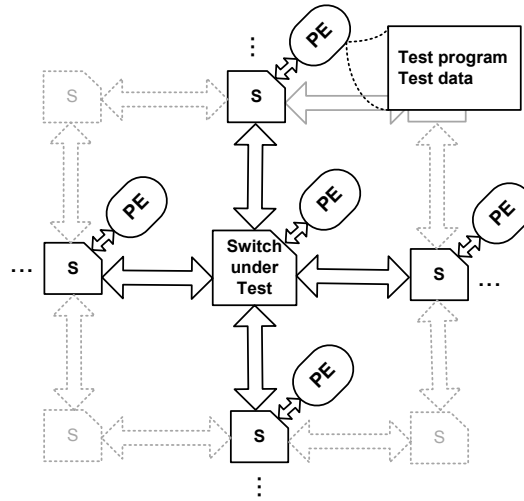 ...
PE
Test program
Test data
S
S
PE
PE
PE
...
S
Switch
under
Test
S
...
PE
S
S
S
...